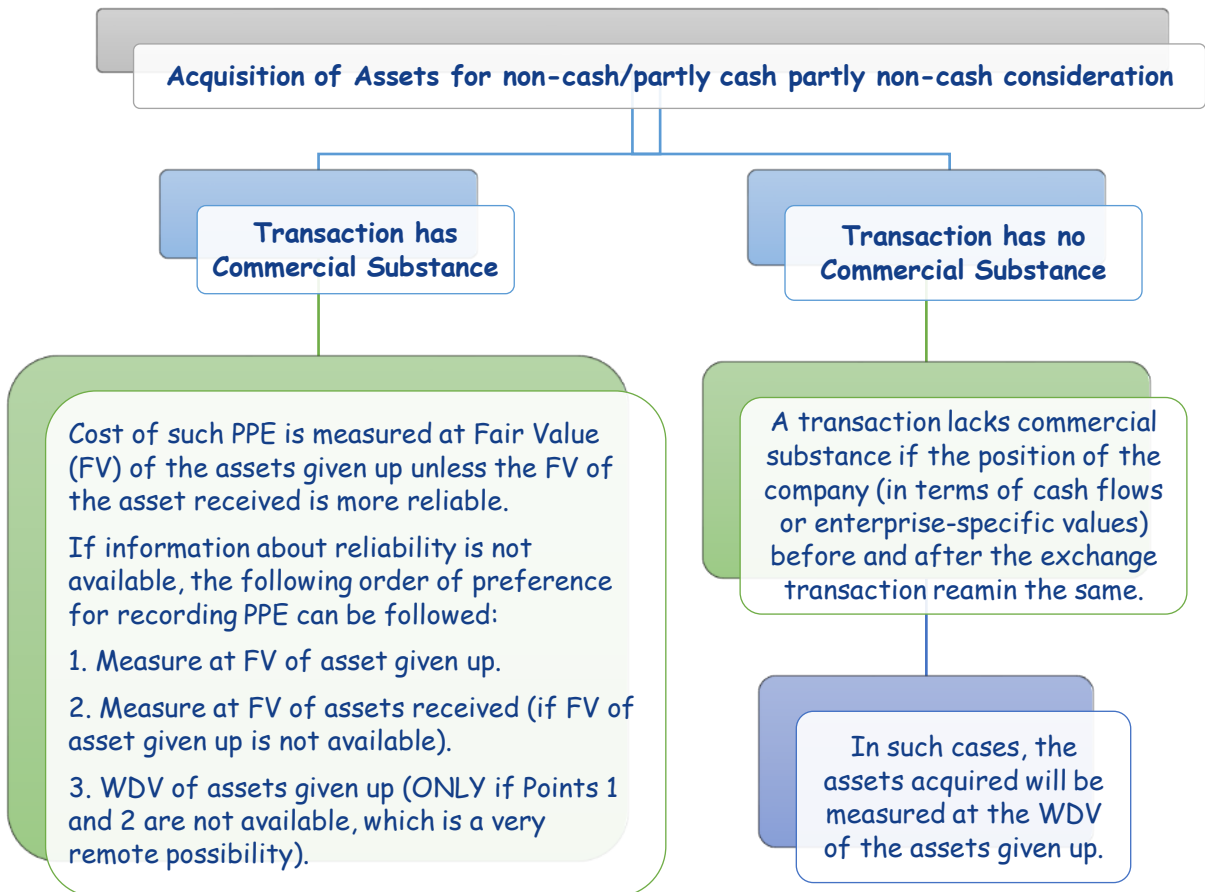 Acquisition of Assets for non-cash/partly cash partly non-cash consideration
Transaction has
Commercial Substance
Transaction has no
Commercial Substance
Cost of such PPE is measured at Fair Value
(FV) of the assets given up unless the FV of
the asset received is more reliable.
If information about reliability is not
available, the following order of preference
for recording PPE can be followed:
1. Measure at FV of asset given up.
2. Measure at FV of assets received (if FV of
asset given up is not available).
3. WDV of assets given up (ONLY if Points 1
and 2 are not available, which is a very
remote possibility).
A transaction lacks commercial
substance if the position of the
company (in terms of cash flows
or enterprise-specific values)
before and after the exchange
transaction reamin the same.
In such cases, the
assets acquired will be
measured at the WDV
of the assets given up.